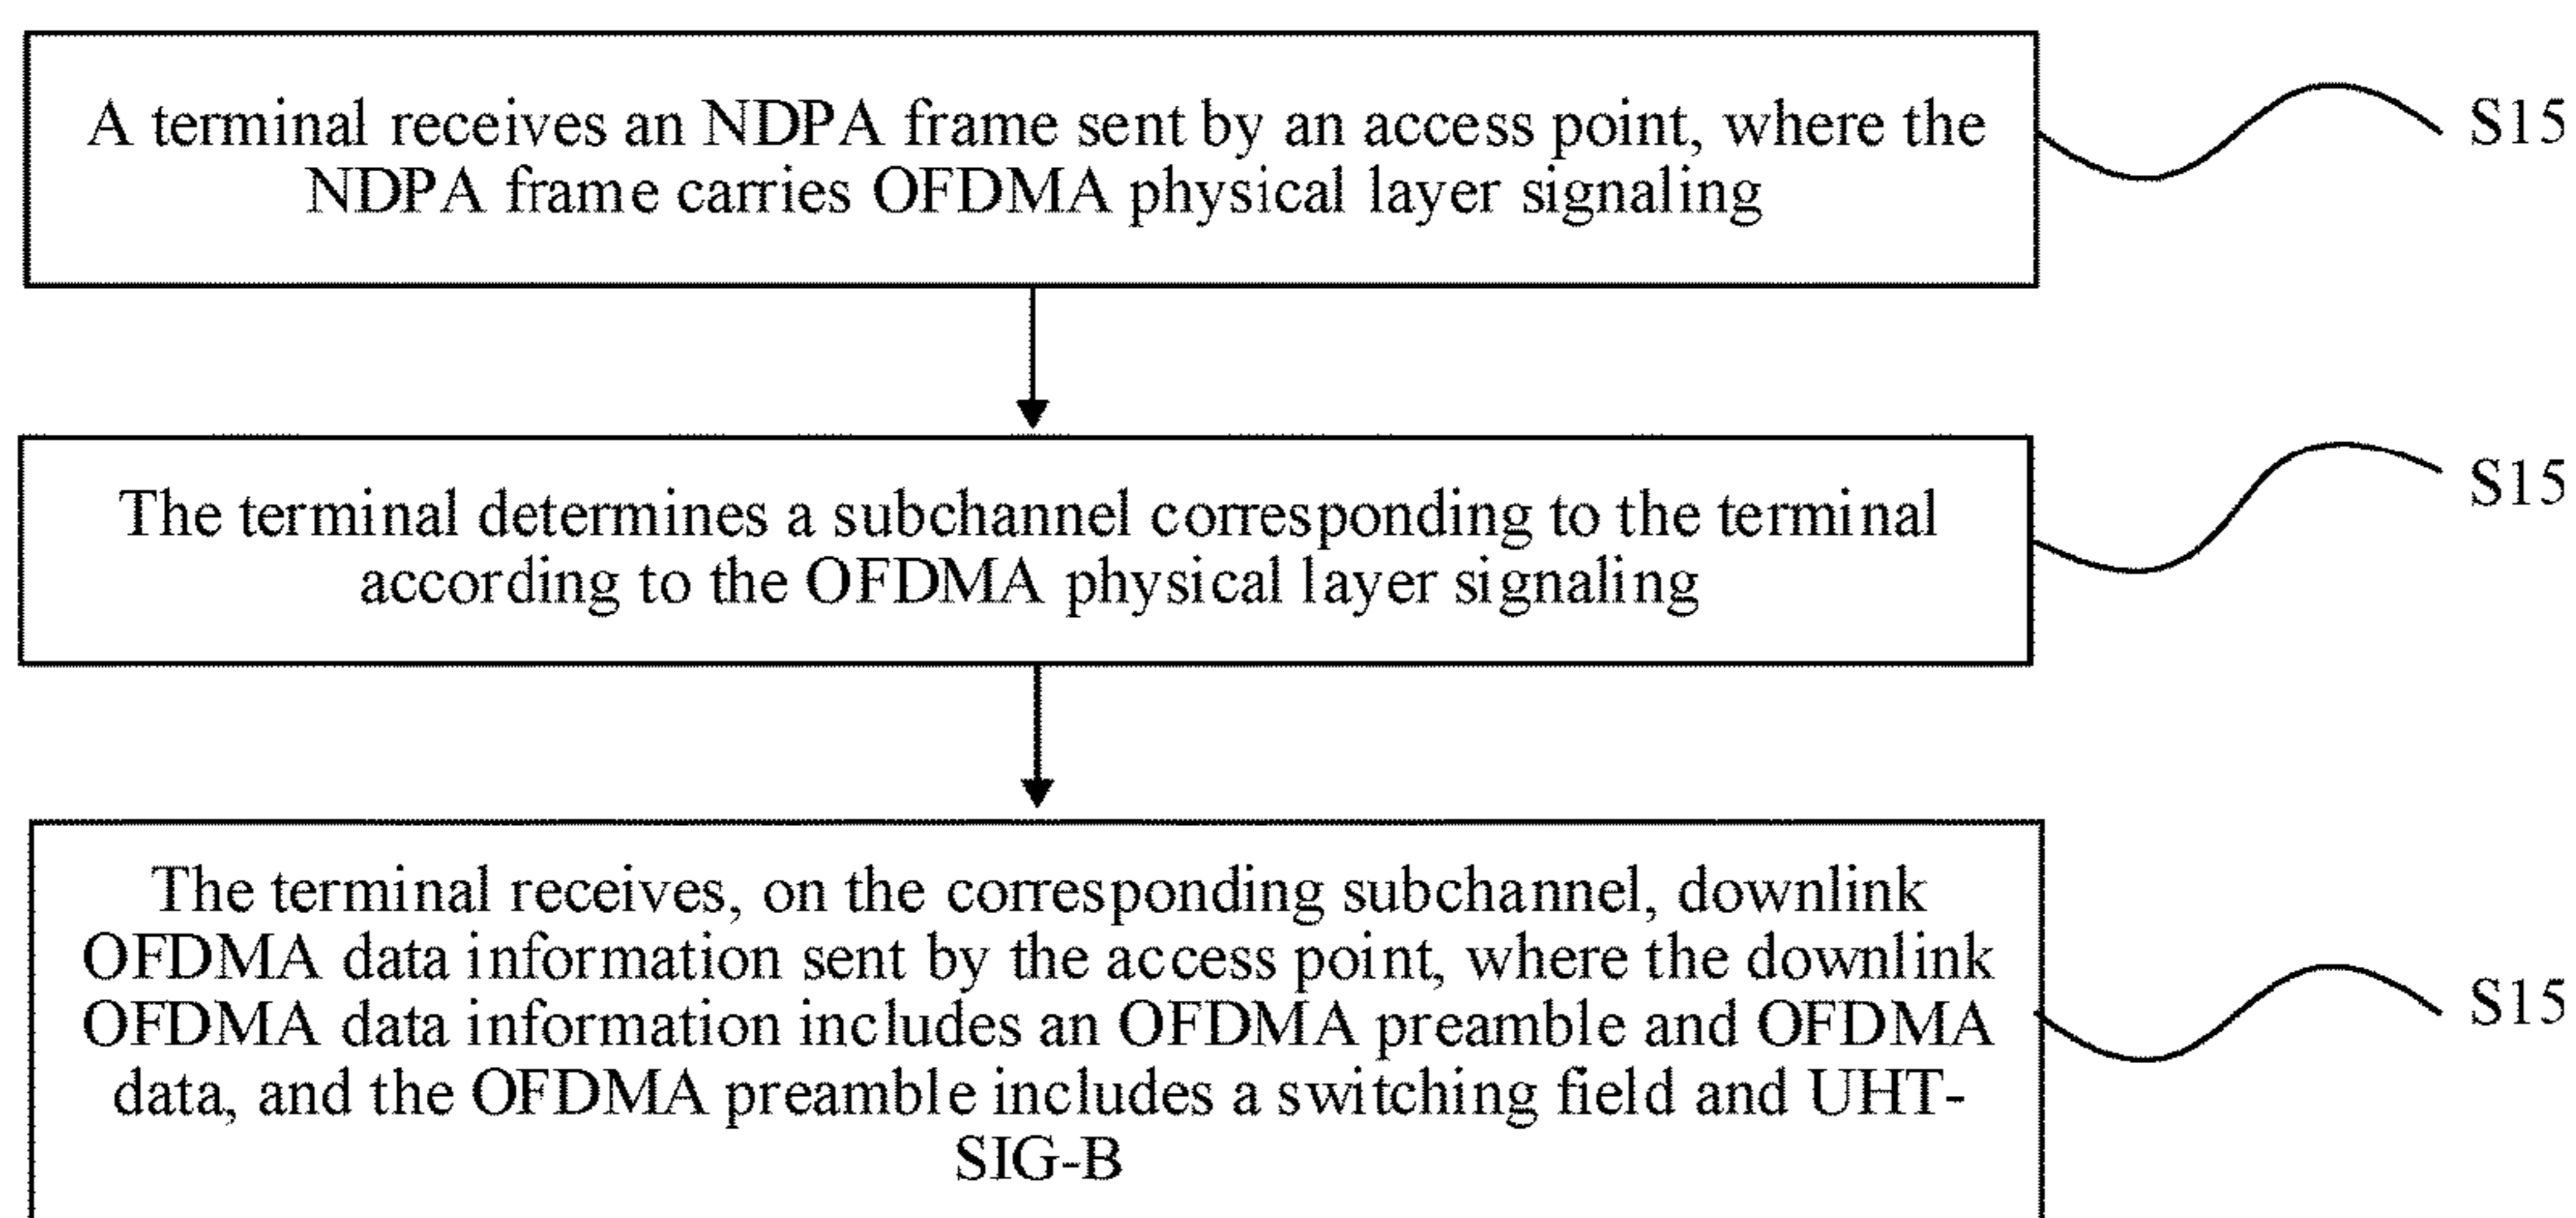 A terminal receives an NDPA frame sent by an access point, where the
NDPA frame carries OFDMA physical layer signaling
S15
The terminal determines a subchannel corresponding to the terminal
according to the OFDMA physical layer signaling
S15
The terminal receives, on the corresponding subchannel, downlink
OFDMA data information sent by the access point, where the downlink
OFDMA data information includes an OFDMA preamble and OFDMA
data, and the OFDMA preamble includes a switching field and UHT-
SIG-B
S15